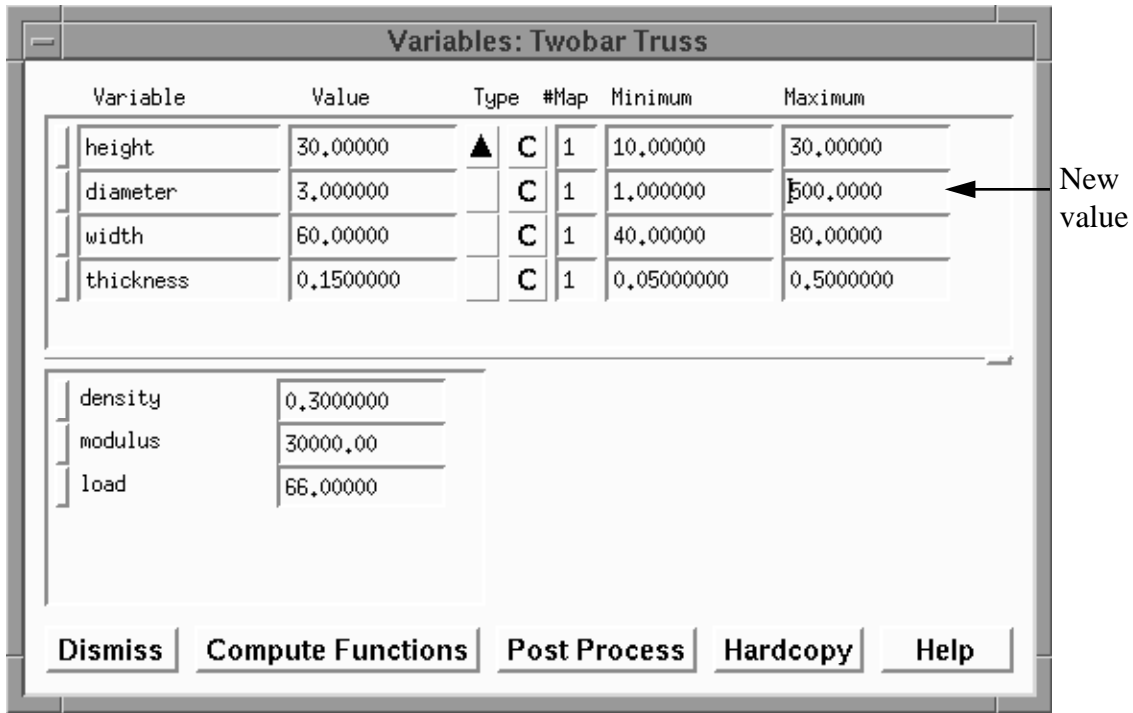 Variables: Twobar Truss
Variable Value Type #Map Minimum Maximum
height 30.00000 ▲ C 1 10.00000 30.00000
diameter 3.000000 C 1 1.000000 500.0000
width 60.00000 C 1 40.00000 80.00000
thickness 0.1500000 C 1 0.05000000 0.5000000
New
value
density 0.3000000
modulus 30000.00
load 66.00000
Dismiss Compute Functions Post Process Hardcopy Help